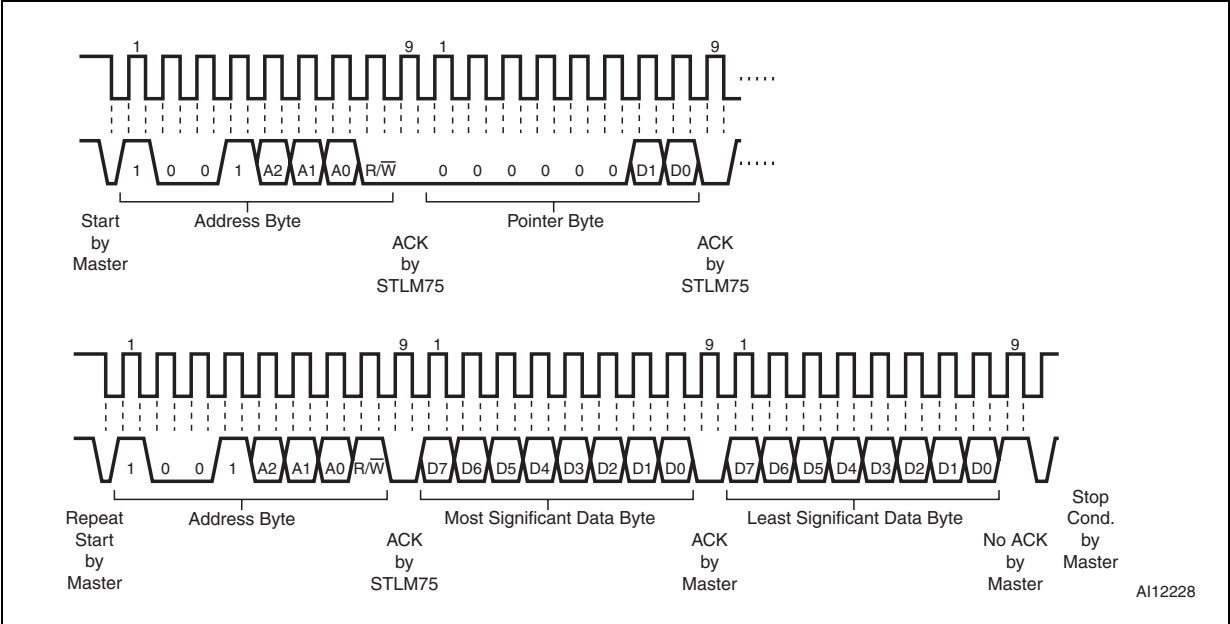 1 9 1 9
1 0 0 1 A2 A1 A0 R/W̅ 0 0 0 0 0 0 D1 D0
Address Byte Pointer Byte
Start
by
Master
ACK
by
STLM75
ACK
by
STLM75
1 9 1 9 1 9
1 0 0 1 A2 A1 A0 R/W̅ D7 D6 D5 D4 D3 D2 D1 D0 D7 D6 D5 D4 D3 D2 D1 D0
Address Byte Most Significant Data Byte Least Significant Data Byte
Repeat
Start
by
Master
ACK
by
STLM75
ACK
by
Master
No ACK
by
Master
Stop
Cond.
by
Master
AI12228